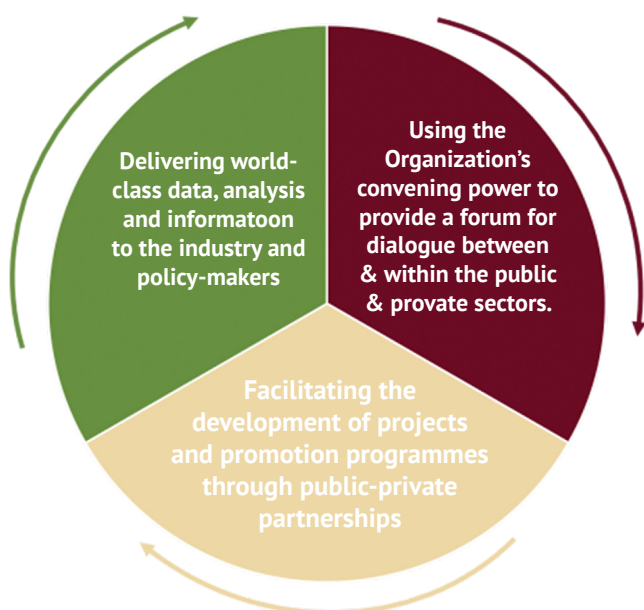 Delivering world-
class data, analysis
and informatoon
to the industry and
policy-makers
Using the
Organization's
convening power to
provide a forum for
dialogue between
& within the public
& provate sectors.
Facilitating the
development of projects
and promotion programmes
through public-private
partnerships